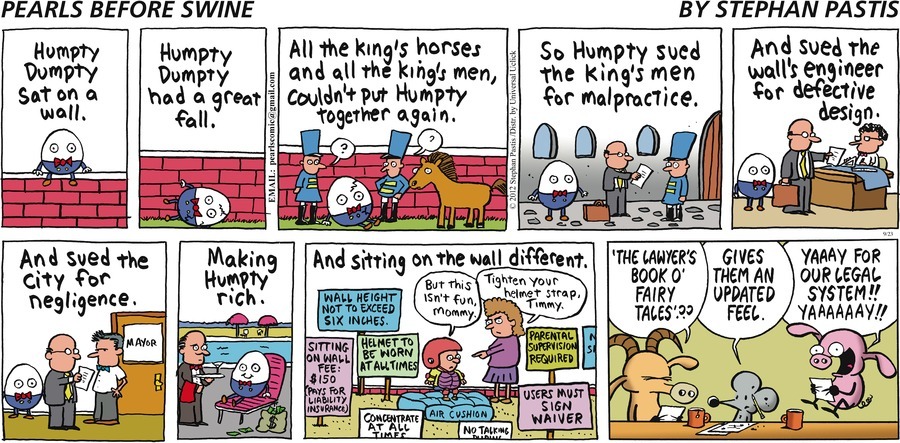 PEARLS BEFORE SWINE
BY STEPHAN PASTIS
Humpty
Dumpty
sat on a
wall.
Humpty
Dumpty
had a great
fall.
EMAIL: pearlscomic@gmail.com
All the king's horses
and all the king's men,
couldn't put Humpty
together again.
?
?
© 2012 Stephan Pastis/Distr. by Universal Uclick
So Humpty sued
the king's men
for malpractice.
And sued the
wall's engineer
for defective
design.
9/23
And sued the
city for
negligence.
MAYOR
Making
Humpty
rich.
$
And sitting on the wall different.
WALL HEIGHT
NOT TO EXCEED
SIX INCHES.
But this
isn't fun,
mommy.
Tighten your
helmet strap,
Timmy.
SITTING
ON WALL
FEE:
$150
(PAYS FOR
LIABILITY
INSURANCE)
HELMET TO
BE WORN
AT ALL TIMES
PARENTAL
SUPERVISION
REQUIRED
AIR CUSHION
USERS MUST
SIGN
WAIVER
CONCENTRATE
AT ALL
TIMES
NO TALKING
'THE LAWYER'S
BOOK O'
FAIRY
TALES'??
GIVES
THEM AN
UPDATED
FEEL.
YAAAY FOR
OUR LEGAL
SYSTEM!!
YAAAAAAY!!